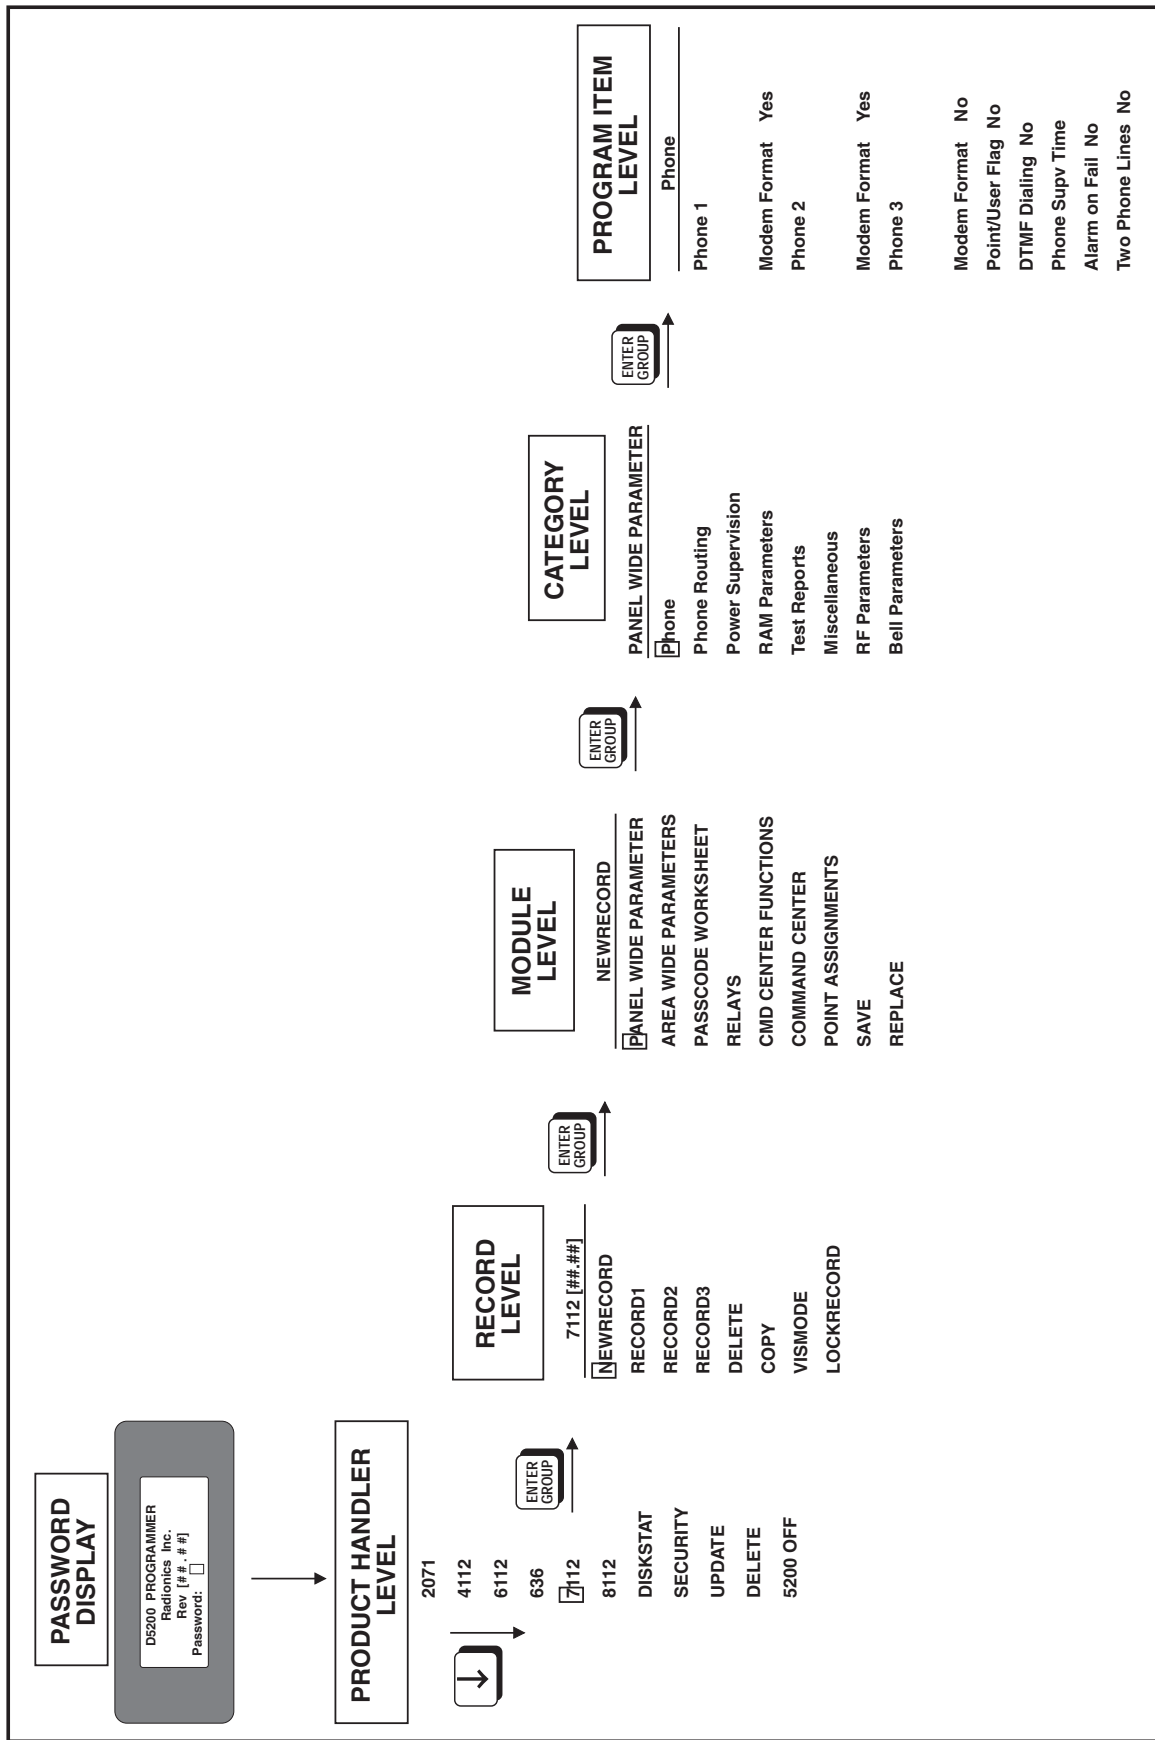 PASSWORD
DISPLAY
D5200 PROGRAMMER
Radionics Inc.
Rev [##.##]
Password:
PRODUCT HANDLER
LEVEL
2071
4112
6112
636
7112
8112
DISKSTAT
SECURITY
UPDATE
DELETE
5200 OFF
ENTER
GROUP
RECORD
LEVEL
7112 [##.##]
NEWRECORD
RECORD1
RECORD2
RECORD3
DELETE
COPY
VISMODE
LOCKRECORD
ENTER
GROUP
MODULE
LEVEL
NEWRECORD
PANEL WIDE PARAMETER
AREA WIDE PARAMETERS
PASSCODE WORKSHEET
RELAYS
CMD CENTER FUNCTIONS
COMMAND CENTER
POINT ASSIGNMENTS
SAVE
REPLACE
ENTER
GROUP
CATEGORY
LEVEL
PANEL WIDE PARAMETER
Phone
Phone Routing
Power Supervision
RAM Parameters
Test Reports
Miscellaneous
RF Parameters
Bell Parameters
ENTER
GROUP
PROGRAM ITEM
LEVEL
Phone
Phone 1
Modem Format Yes
Phone 2
Modem Format Yes
Phone 3
Modem Format No
Point/User Flag No
DTMF Dialing No
Phone Supv Time
Alarm on Fail No
Two Phone Lines No